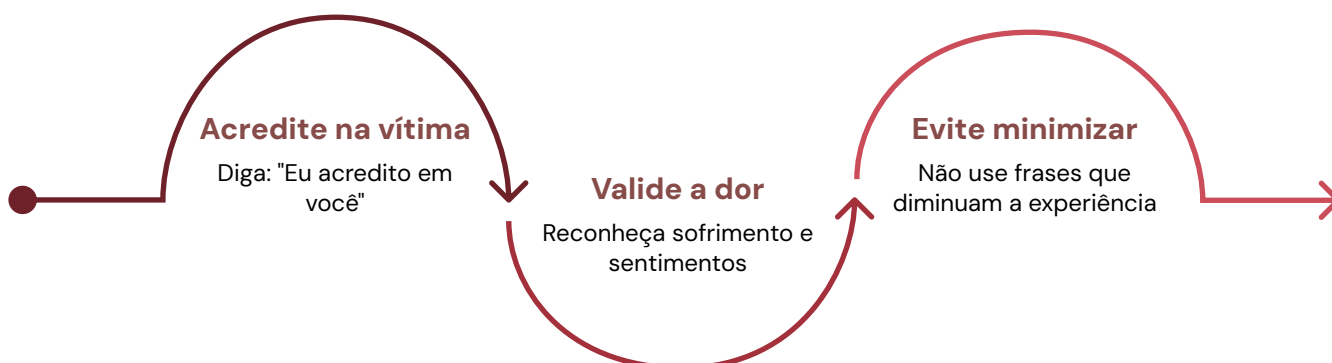 Acredite na vítima
Diga: "Eu acredito em
você"
Valide a dor
Reconheça sofrimento e
sentimentos
Evite minimizar
Não use frases que
diminuam a experiência